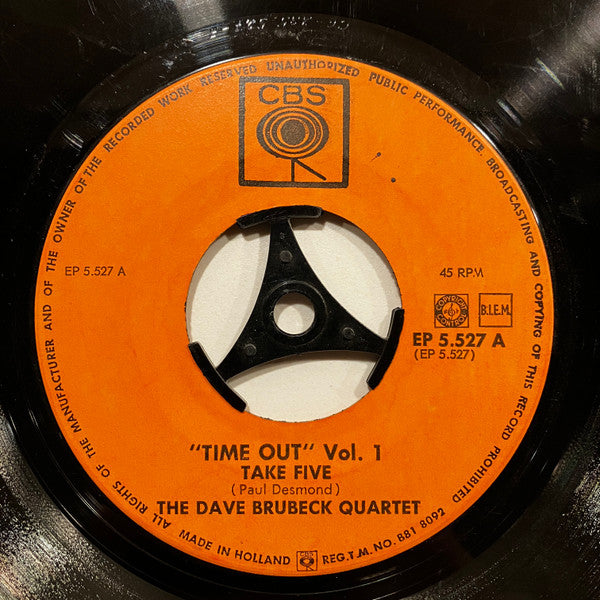 ALL RIGHTS OF THE MANUFACTURER AND OF THE OWNER OF THE RECORDED WORK RESERVED UNAUTHORIZED PUBLIC PERFORMANCE. BROADCASTING AND COPYING OF THIS RECORD PROHIBITED
CBS
EP 5.527 A
45 RPM
B.I.E.M.
EP 5.527 A
(EP 5.527)
"TIME OUT" Vol. 1
TAKE FIVE
(Paul Desmond)
THE DAVE BRUBECK QUARTET
MADE IN HOLLAND CBS REG.T.M. NO. BB1 8092